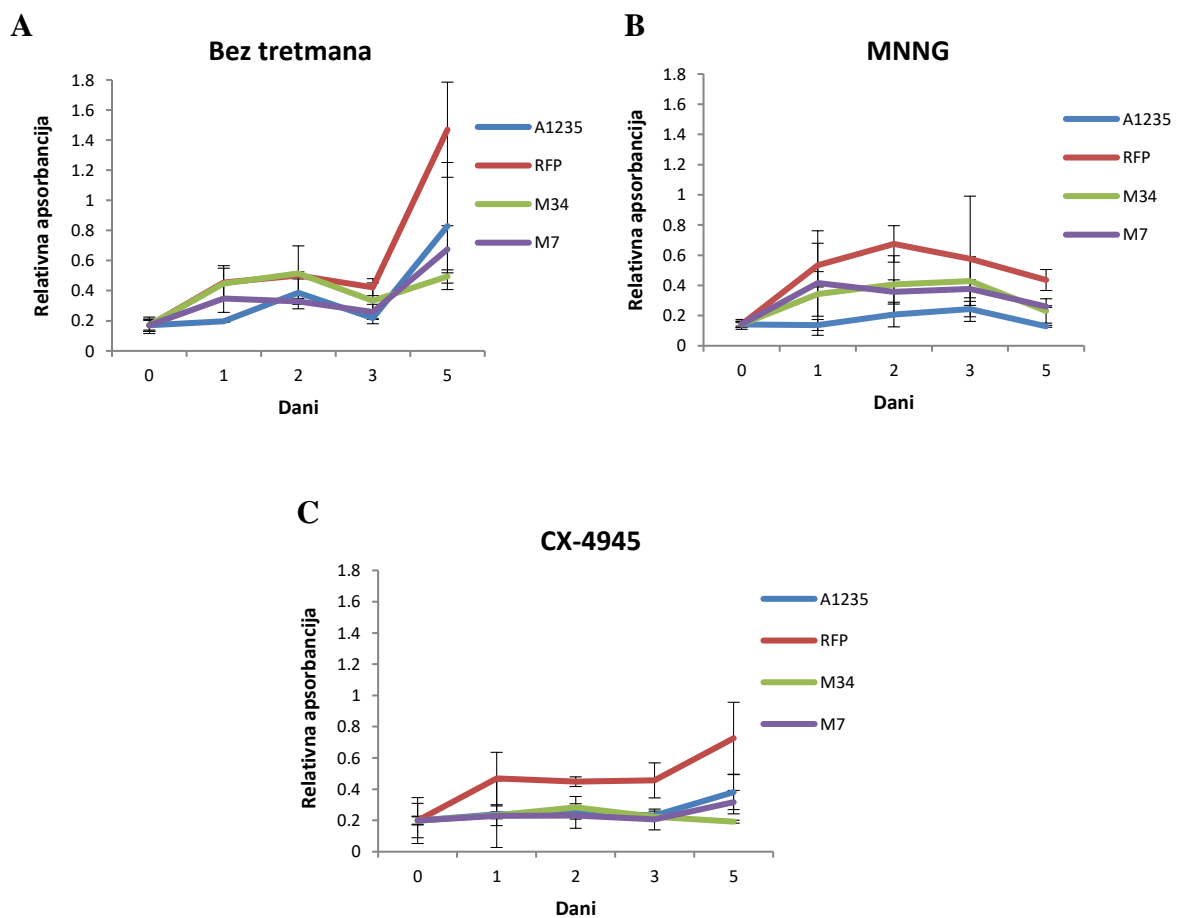 A
Bez tretmana
Relativna apsorbancija
1.8
1.6
1.4
1.2
1
0.8
0.6
0.4
0.2
0
0 1 2 3 5
Dani
A1235
RFP
M34
M7
B
MNNG
Relativna apsorbancija
1.8
1.6
1.4
1.2
1
0.8
0.6
0.4
0.2
0
0 1 2 3 5
Dani
A1235
RFP
M34
M7
C
CX-4945
Relativna apsorbancija
1.8
1.6
1.4
1.2
1
0.8
0.6
0.4
0.2
0
0 1 2 3 5
Dani
A1235
RFP
M34
M7